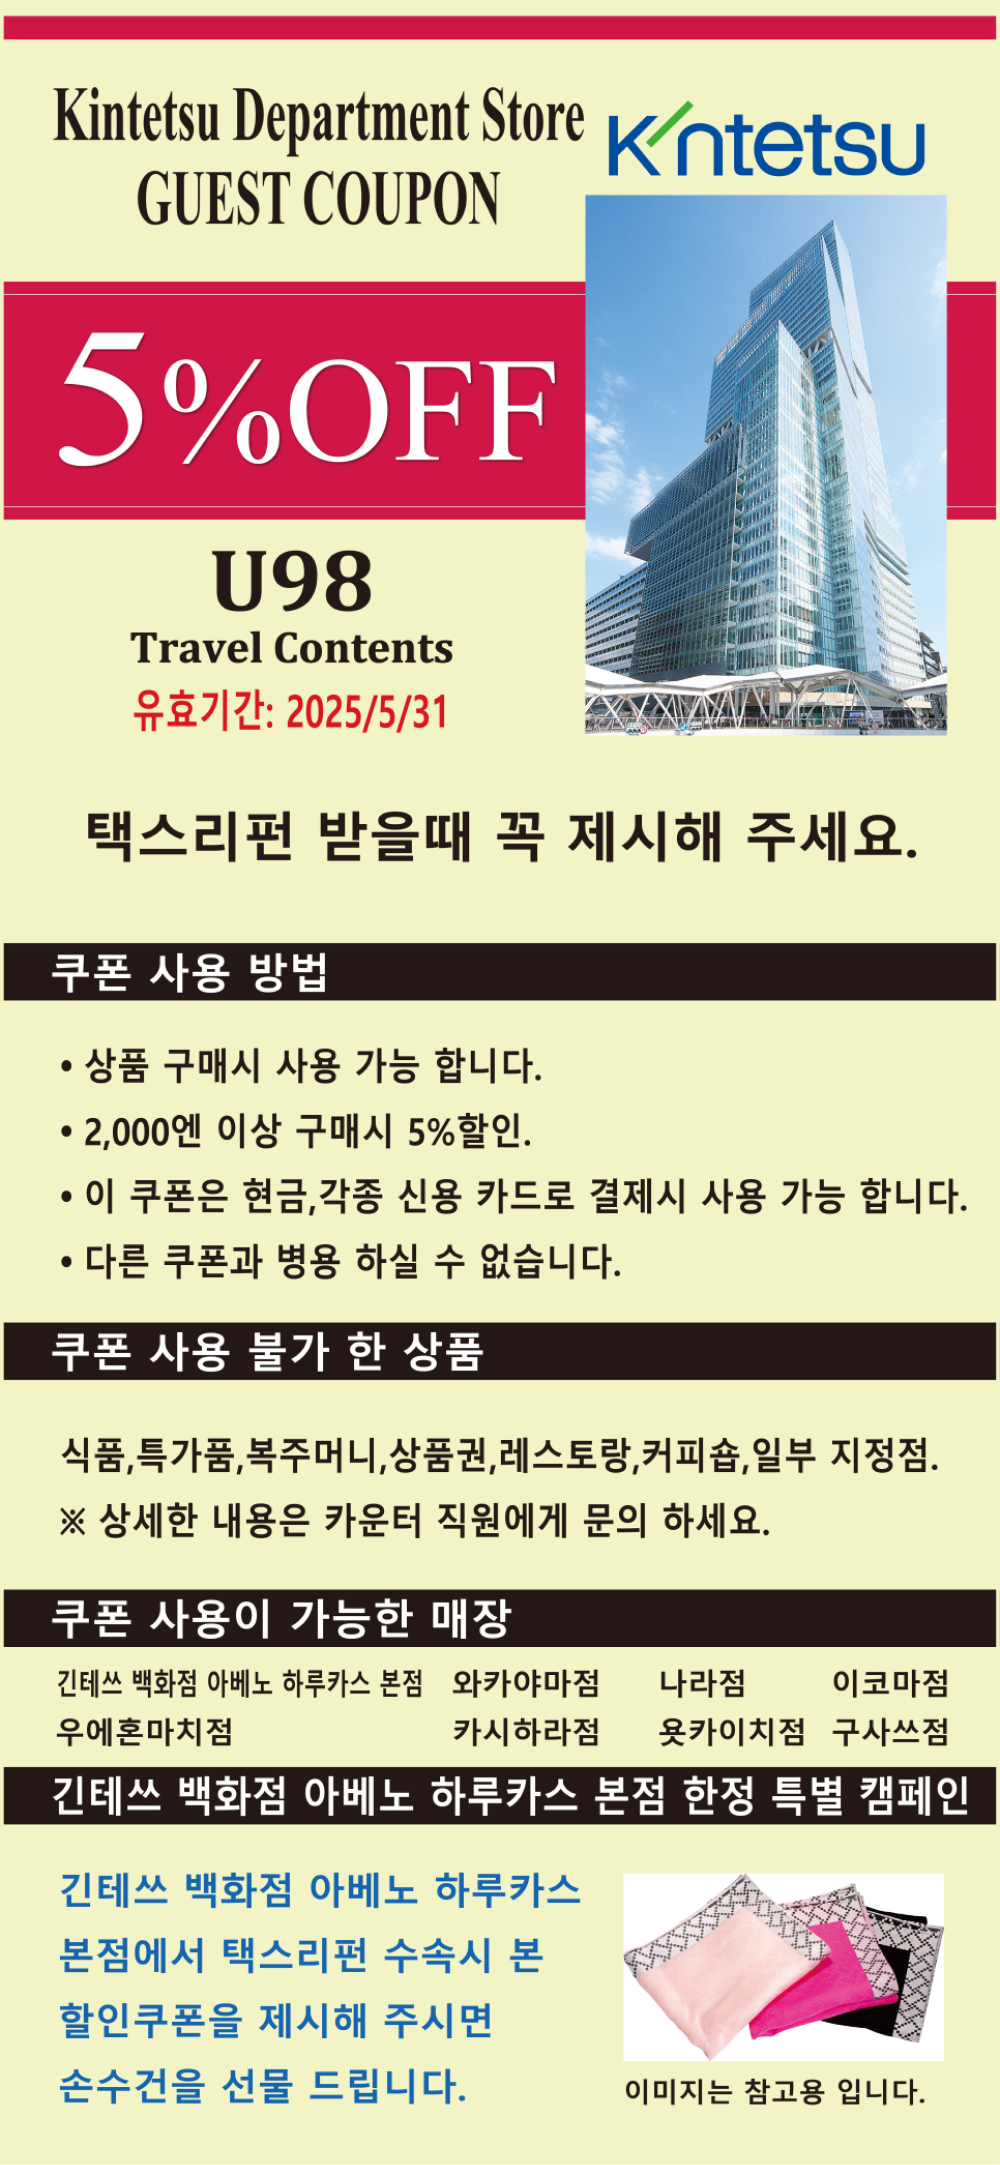 Kintetsu Department Store
GUEST COUPON
Kintetsu
5%OFF
U98
Travel Contents
유효기간: 2025/5/31
택스리펀 받을때 꼭 제시해 주세요.
쿠폰 사용 방법
• 상품 구매시 사용 가능 합니다.
• 2,000엔 이상 구매시 5%할인.
• 이 쿠폰은 현금,각종 신용 카드로 결제시 사용 가능 합니다.
• 다른 쿠폰과 병용 하실 수 없습니다.
쿠폰 사용 불가 한 상품
식품,특가품,복주머니,상품권,레스토랑,커피숍,일부 지정점.
※ 상세한 내용은 카운터 직원에게 문의 하세요.
쿠폰 사용이 가능한 매장
긴테쓰 백화점 아베노 하루카스 본점 와카야마점 나라점 이코마점
우에혼마치점 카시하라점 욧카이치점 구사쓰점
긴테쓰 백화점 아베노 하루카스 본점 한정 특별 캠페인
긴테쓰 백화점 아베노 하루카스
본점에서 택스리펀 수속시 본
할인쿠폰을 제시해 주시면
손수건을 선물 드립니다.
이미지는 참고용 입니다.